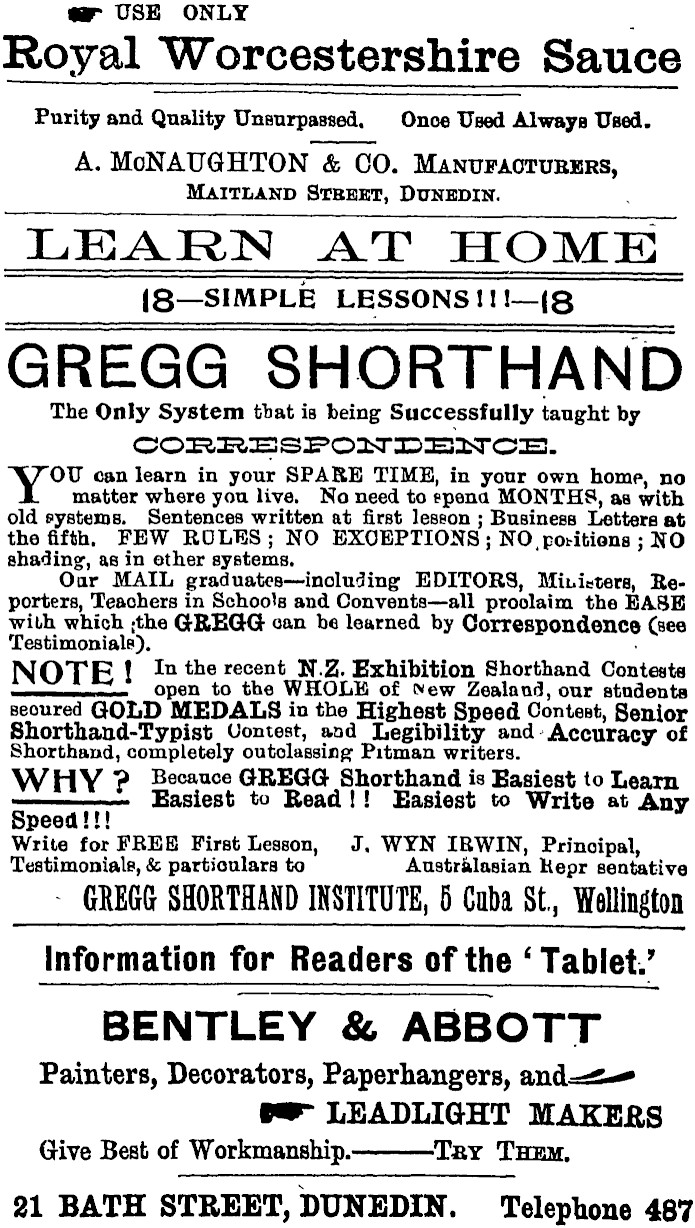 USE ONLY
Royal Worcestershire Sauce
Purity and Quality Unsurpassed. Once Used Always Used.
A. McNAUGHTON & CO. MANUFACTURERS,
MAITLAND STREET, DUNEDIN.
LEARN AT HOME
18—SIMPLE LESSONS!!!—18
GREGG SHORTHAND
The Only System that is being Successfully taught by
CORRESPONDENCE.
YOU can learn in your SPARE TIME, in your own home, no
matter where you live. No need to spend MONTHS, as with
old systems. Sentences written at first lesson; Business Letters at
the fifth. FEW RULES; NO EXCEPTIONS; NO positions; NO
shading, as in other systems.
Our MAIL graduates—including EDITORS, Ministers, Re-
porters, Teachers in Schools and Convents—all proclaim the EASE
with which the GREGG can be learned by Correspondence (see
Testimonials).
NOTE! In the recent N.Z. Exhibition Shorthand Contests
open to the WHOLE of New Zealand, our students
secured GOLD MEDALS in the Highest Speed Contest, Senior
Shorthand-Typist Contest, and Legibility and Accuracy of
Shorthand, completely outclassing Pitman writers.
WHY? Becauce GREGG Shorthand is Easiest to Learn
Easiest to Read!! Easiest to Write at Any
Speed!!!
Write for FREE First Lesson, J. WYN IRWIN, Principal,
Testimonials, & particulars to Australasian Repr sentative
GREGG SHORTHAND INSTITUTE, 5 Cuba St., Wellington
Information for Readers of the 'Tablet.'
BENTLEY & ABBOTT
Painters, Decorators, Paperhangers, and
LEADLIGHT MAKERS
Give Best of Workmanship.——TRY THEM.
21 BATH STREET, DUNEDIN. Telephone 487